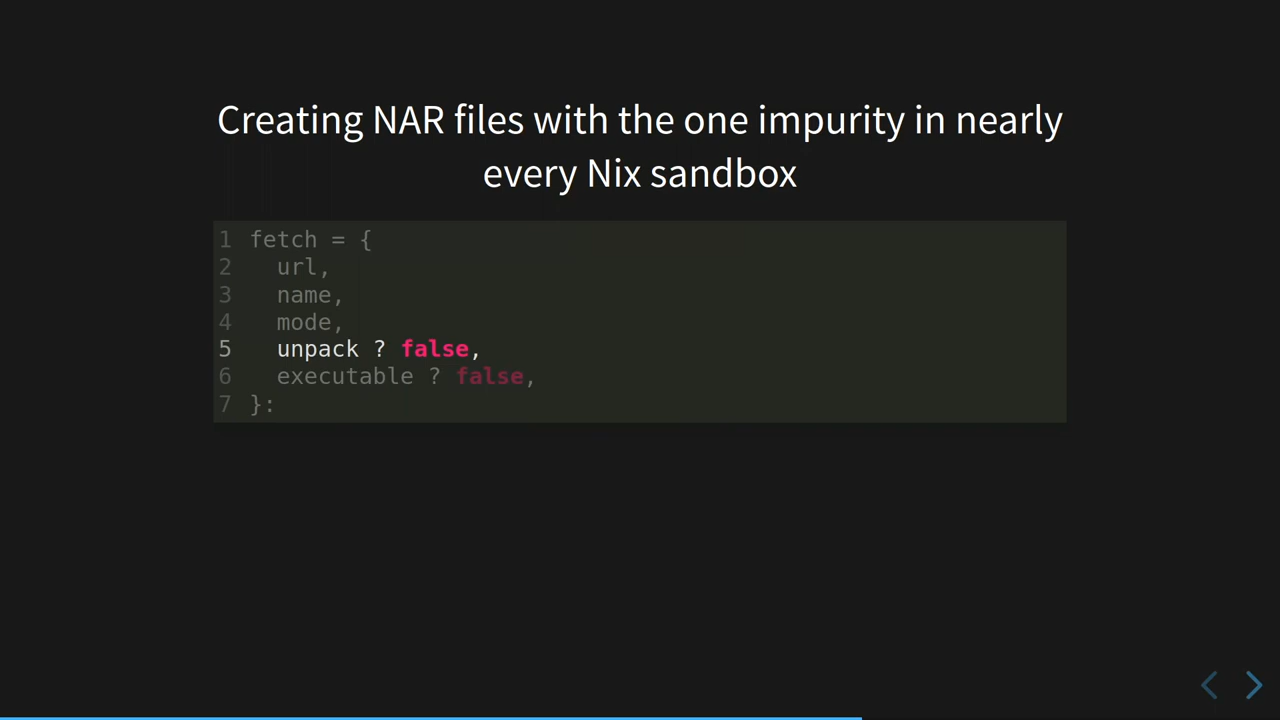 Creating NAR files with the one impurity in nearly
every Nix sandbox
1 fetch = {
2   url,
3   name,
4   mode,
5   unpack ? false,
6   executable ? false,
7 }: